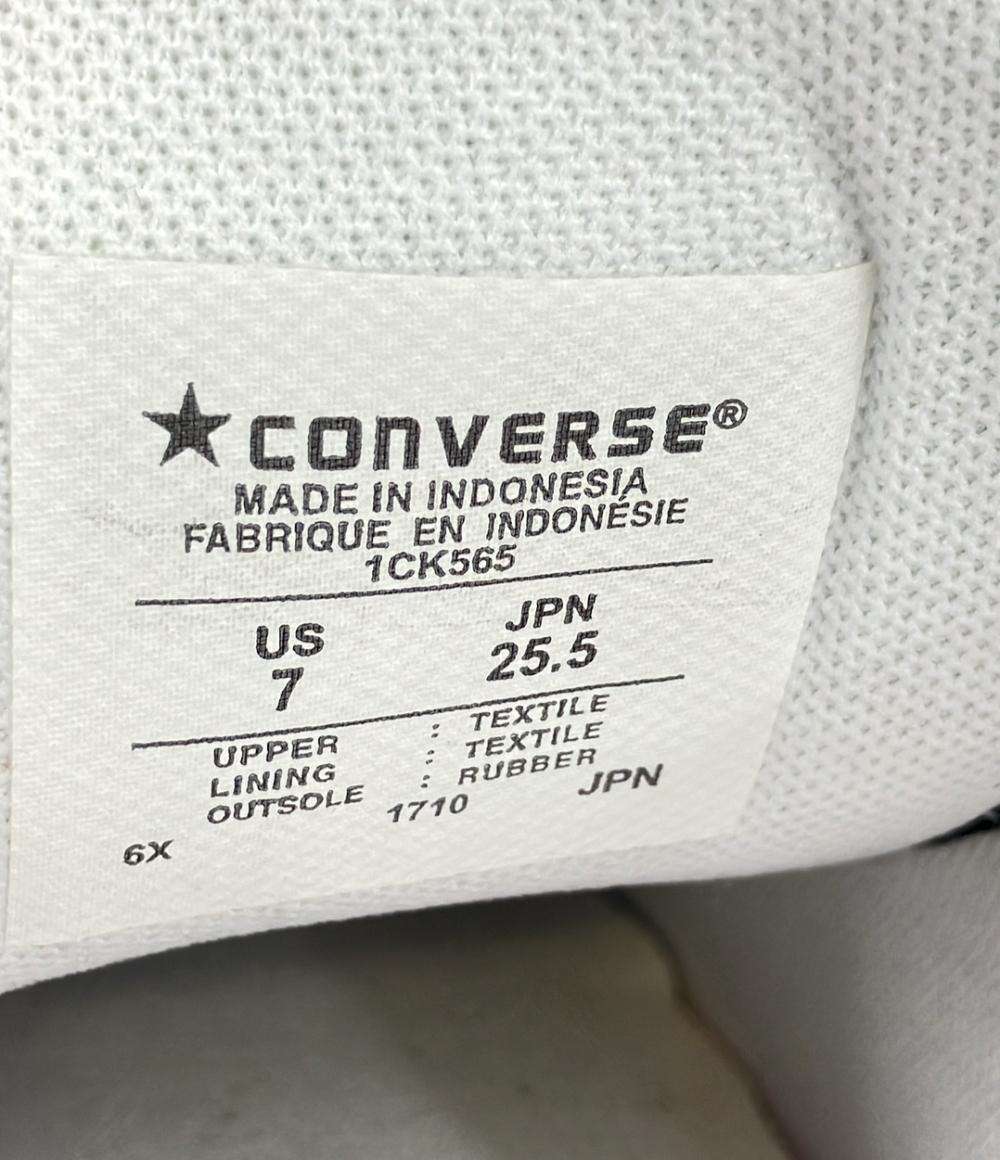 ★CONVERSE®
MADE IN INDONESIA
FABRIQUE EN INDONÉSIE
1CK565
US JPN
7 25.5
UPPER : TEXTILE
LINING : TEXTILE
OUTSOLE : RUBBER
1710 JPN
6X